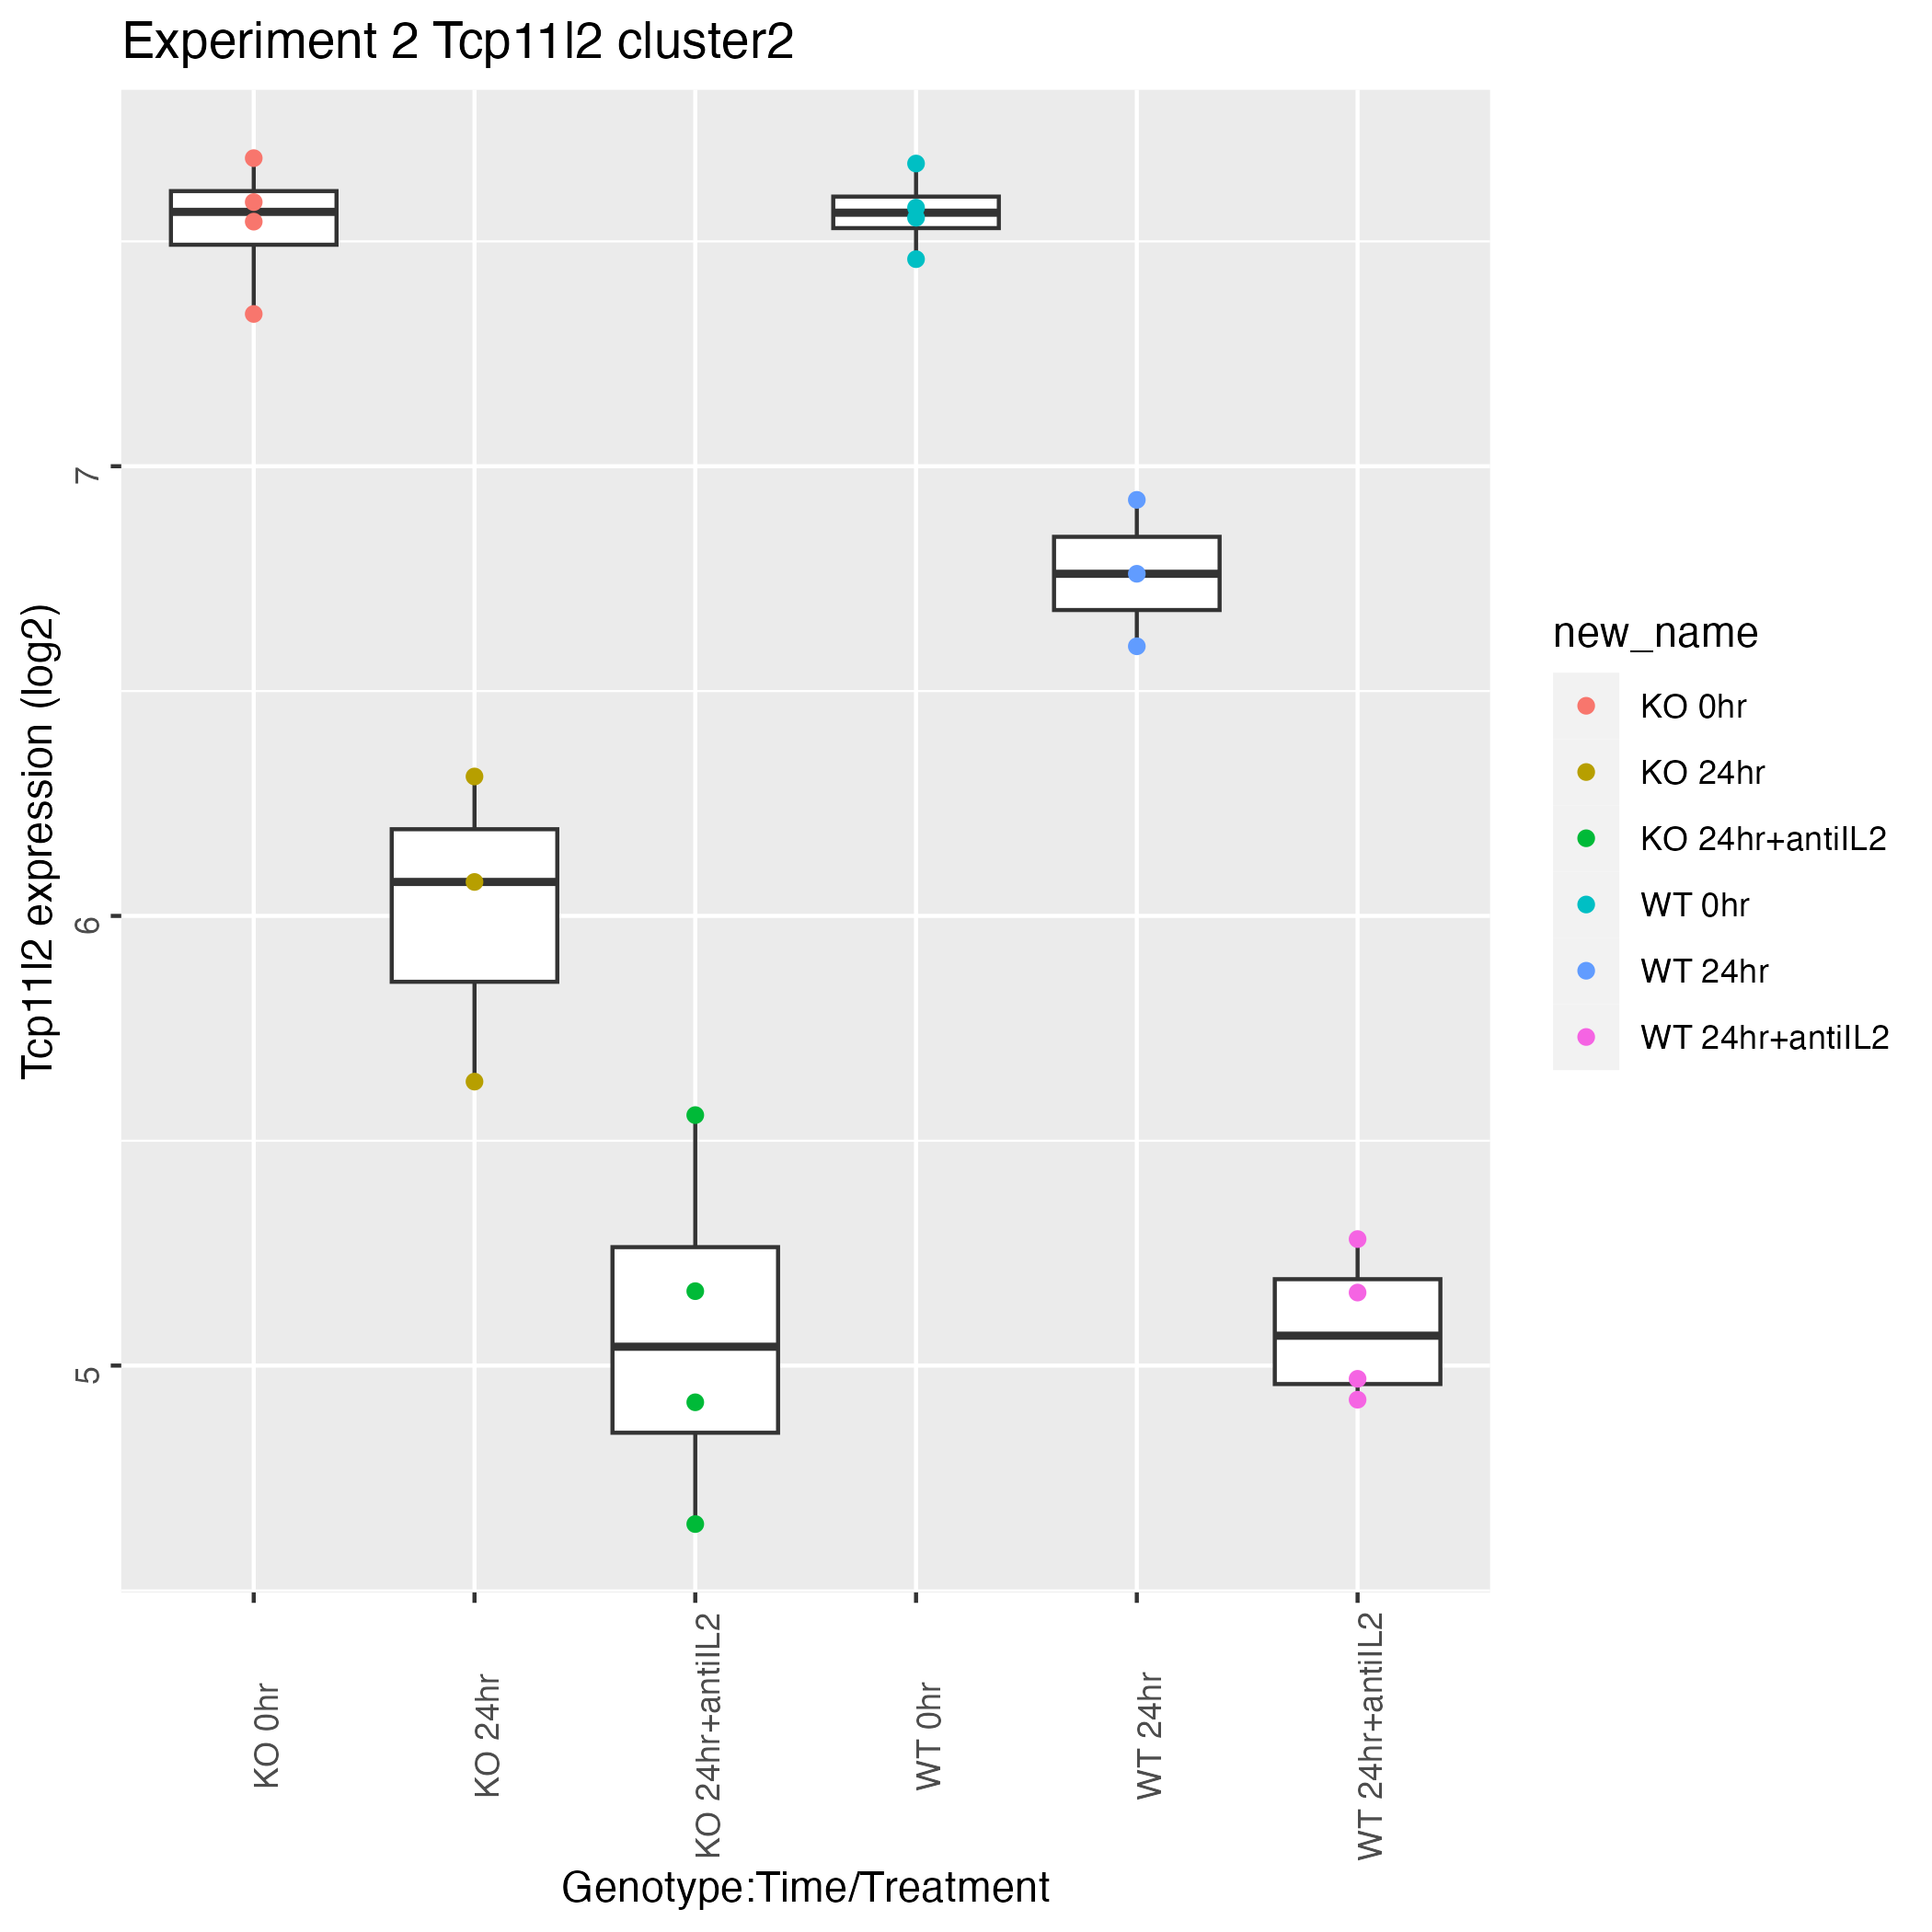 Experiment 2 Tcp11l2 cluster2
Tcp11l2 expression (log2)
7
6
5
KO 0hr
KO 24hr
KO 24hr+antiIL2
WT 0hr
WT 24hr
WT 24hr+antiIL2
Genotype:Time/Treatment
new_name
KO 0hr
KO 24hr
KO 24hr+antiIL2
WT 0hr
WT 24hr
WT 24hr+antiIL2